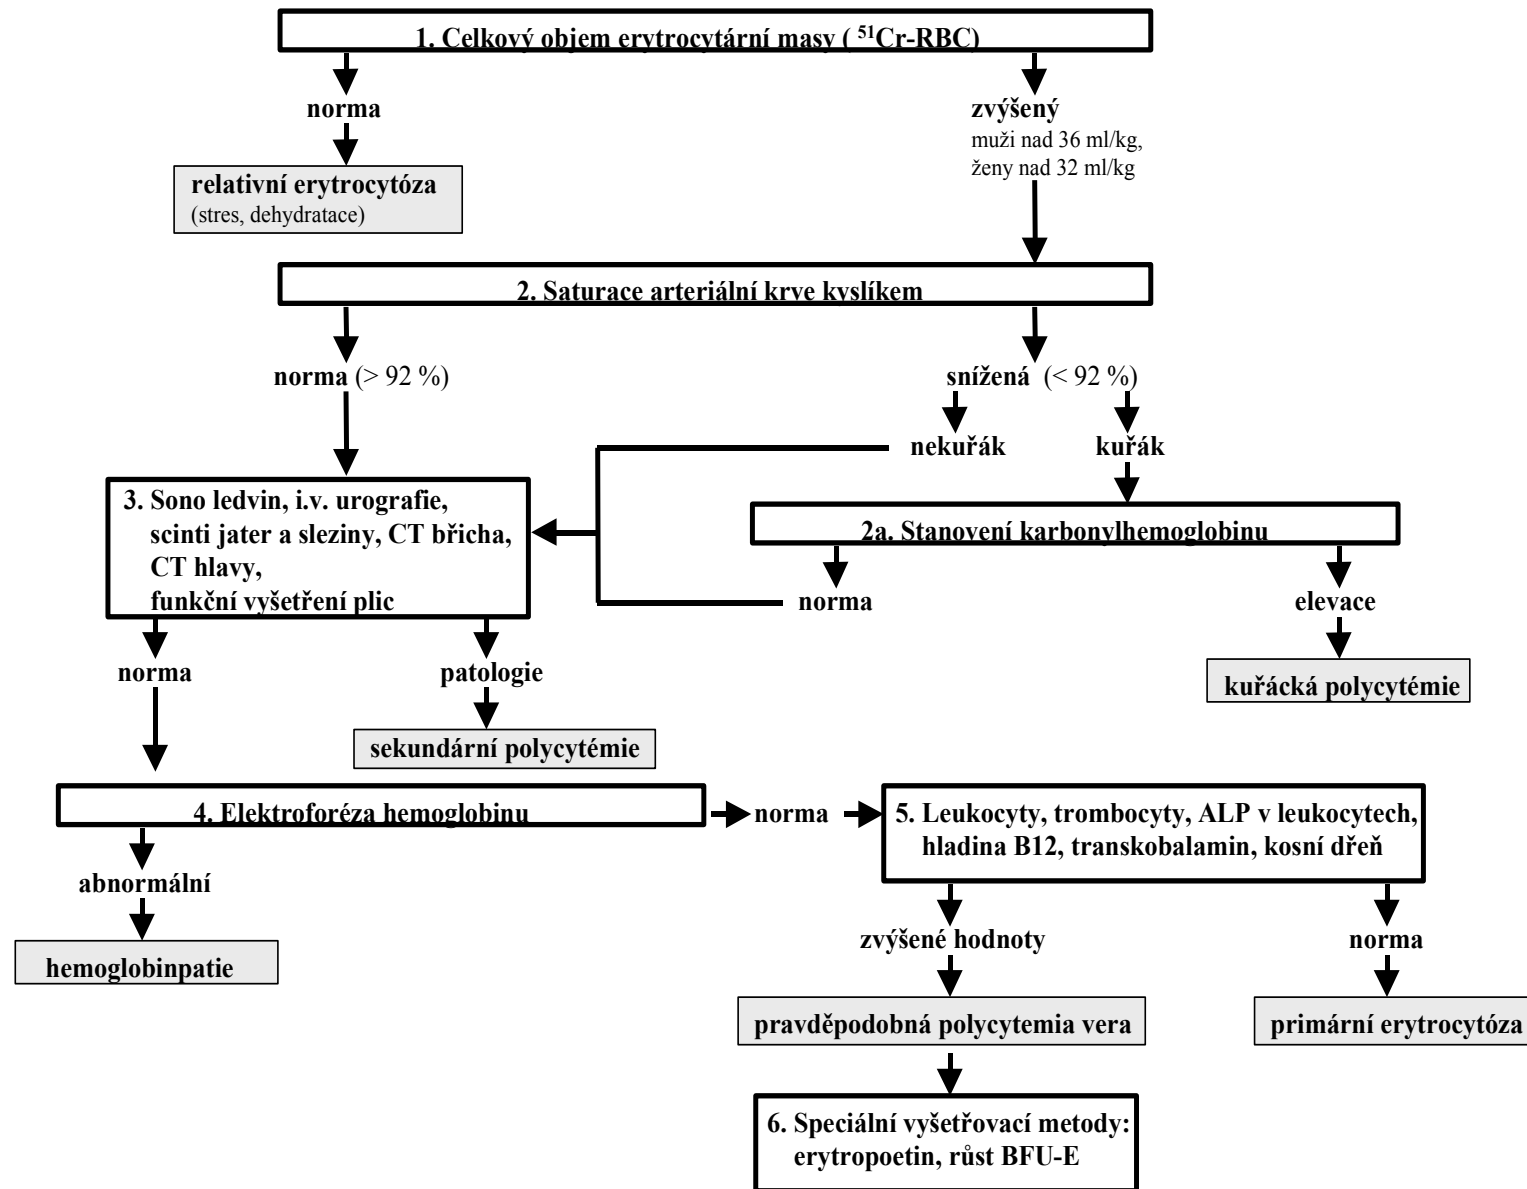 1. Celkový objem erytrocytární masy ( ⁵¹Cr-RBC)
norma
zvýšený
muži nad 36 ml/kg,
ženy nad 32 ml/kg
relativní erytrocytóza
(stres, dehydratace)
2. Saturace arteriální krve kyslíkem
norma (> 92 %)
snížená (< 92 %)
nekuřák
kuřák
3. Sono ledvin, i.v. urografie,
scinti jater a sleziny, CT břicha,
CT hlavy,
funkční vyšetření plic
2a. Stanovení karbonylhemoglobinu
norma
elevace
norma
patologie
kuřácká polycytémie
sekundární polycytémie
4. Elektroforéza hemoglobinu
norma
5. Leukocyty, trombocyty, ALP v leukocytech,
hladina B12, transkobalamin, kosní dřeň
abnormální
zvýšené hodnoty
norma
hemoglobinpatie
pravděpodobná polycytemia vera
primární erytrocytóza
6. Speciální vyšetřovací metody:
erytropoetin, růst BFU-E